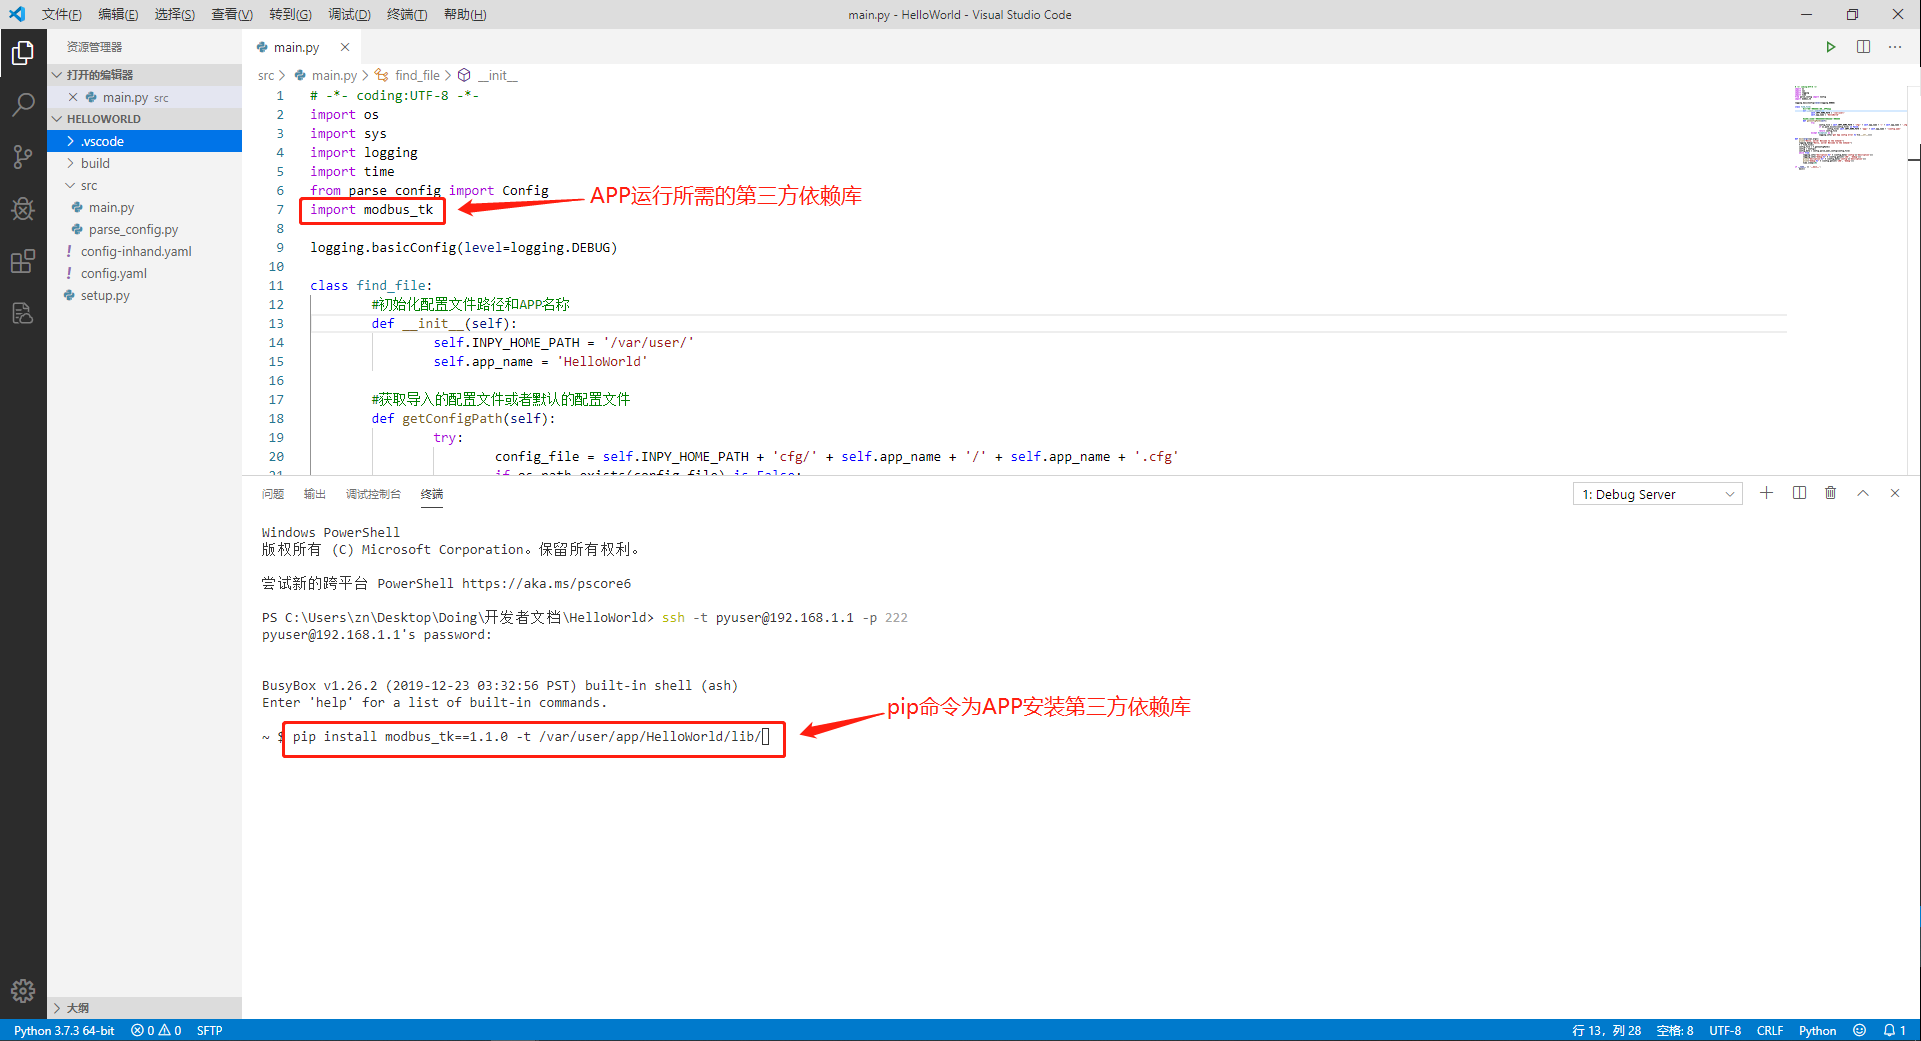 文件(F) 编辑(E) 选择(S) 查看(V) 转到(G) 调试(D) 终端(T) 帮助(H)
main.py - HelloWorld - Visual Studio Code
资源管理器
打开的编辑器
main.py src
HELLOWORLD
.vscode
build
src
main.py
parse_config.py
! config-inhand.yaml
! config.yaml
setup.py
大纲
main.py
src > main.py > find_file > __init__
1 # -*- coding:UTF-8 -*-
2 import os
3 import sys
4 import logging
5 import time
6 from parse_config import Config
7 import modbus_tk
APP运行所需的第三方依赖库
8
9 logging.basicConfig(level=logging.DEBUG)
10
11 class find_file:
12 #初始化配置文件路径和APP名称
13 def __init__(self):
14 self.INPY_HOME_PATH = '/var/user/'
15 self.app_name = 'HelloWorld'
16
17 #获取导入的配置文件或者默认的配置文件
18 def getConfigPath(self):
19 try:
20 config_file = self.INPY_HOME_PATH + 'cfg/' + self.app_name + '/' + self.app_name + '.cfg'
21 if os.path.exists(config_file) is False:
问题 输出 调试控制台 终端
1: Debug Server
Windows PowerShell
版权所有 (C) Microsoft Corporation。保留所有权利。
尝试新的跨平台 PowerShell https://aka.ms/pscore6
PS C:\Users\zn\Desktop\Doing\开发者文档\HelloWorld> ssh -t pyuser@192.168.1.1 -p 222
pyuser@192.168.1.1's password:
BusyBox v1.26.2 (2019-12-23 03:32:56 PST) built-in shell (ash)
Enter 'help' for a list of built-in commands.
pip命令为APP安装第三方依赖库
~ $ pip install modbus_tk==1.1.0 -t /var/user/app/HelloWorld/lib/
Python 3.7.3 64-bit 0 0 SFTP
行 13，列 28 空格: 8 UTF-8 CRLF Python 1